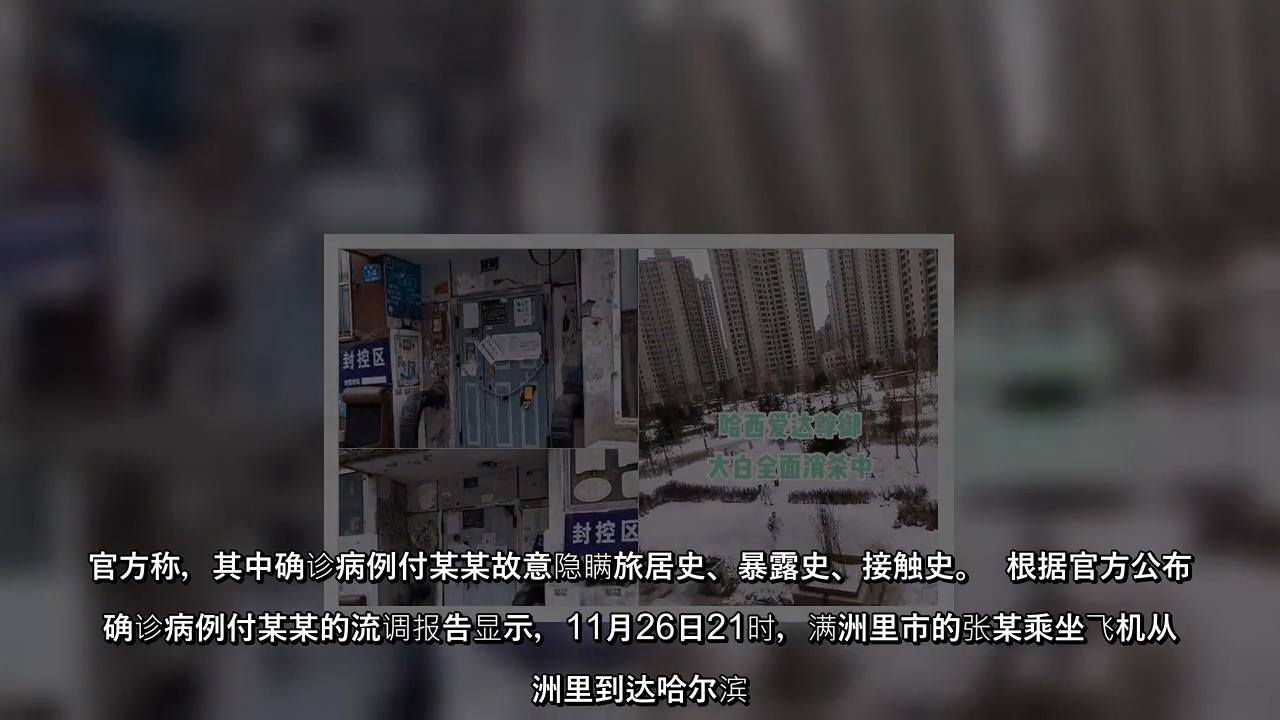 封控区
哈西爱达尊御
大白全面消杀中
封控区
官方称，其中确诊病例付某某故意隐瞒旅居史、暴露史、接触史。 根据官方公布
确诊病例付某某的流调报告显示，11月26日21时，满洲里市的张某乘坐飞机从
洲里到达哈尔滨